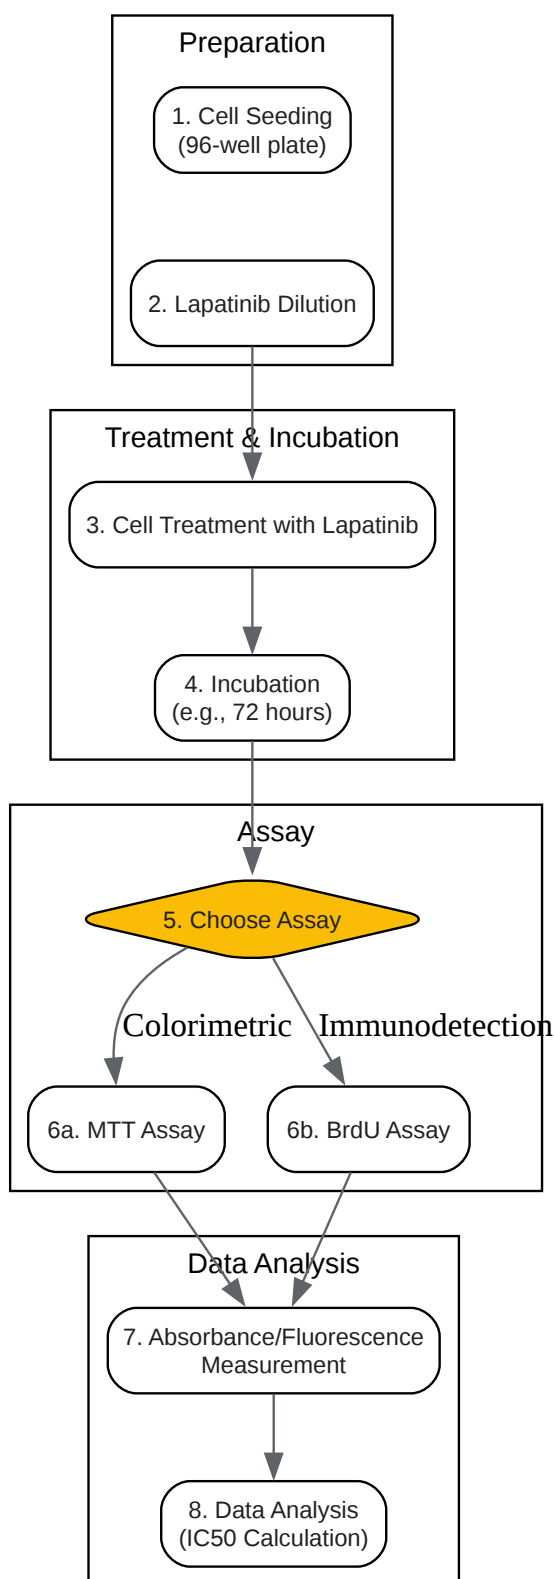 Preparation
1. Cell Seeding
(96-well plate)
2. Lapatinib Dilution
Treatment & Incubation
3. Cell Treatment with Lapatinib
4. Incubation
(e.g., 72 hours)
Assay
5. Choose Assay
Colorimetric
Immunodetection
6a. MTT Assay
6b. BrdU Assay
Data Analysis
7. Absorbance/Fluorescence
Measurement
8. Data Analysis
(IC50 Calculation)